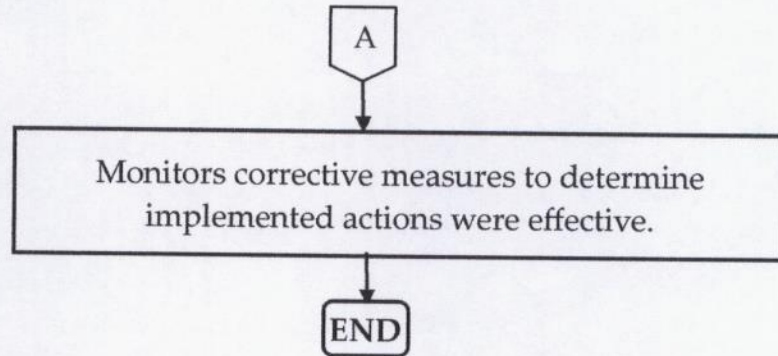 A
Monitors corrective measures to determine
implemented actions were effective.
END